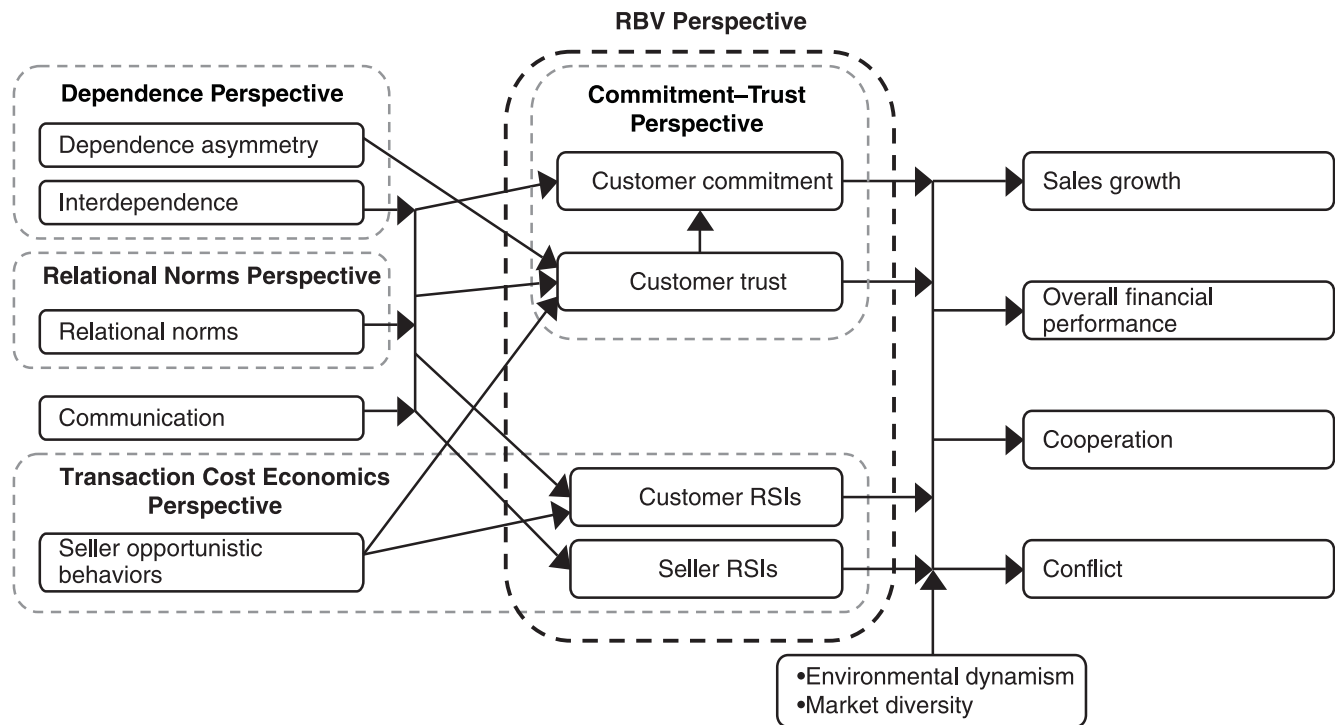 RBV Perspective
Dependence Perspective
Dependence asymmetry
Interdependence
Relational Norms Perspective
Relational norms
Communication
Transaction Cost Economics
Perspective
Seller opportunistic
behaviors
Commitment–Trust
Perspective
Customer commitment
Customer trust
Customer RSIs
Seller RSIs
Sales growth
Overall financial
performance
Cooperation
Conflict
•Environmental dynamism
•Market diversity